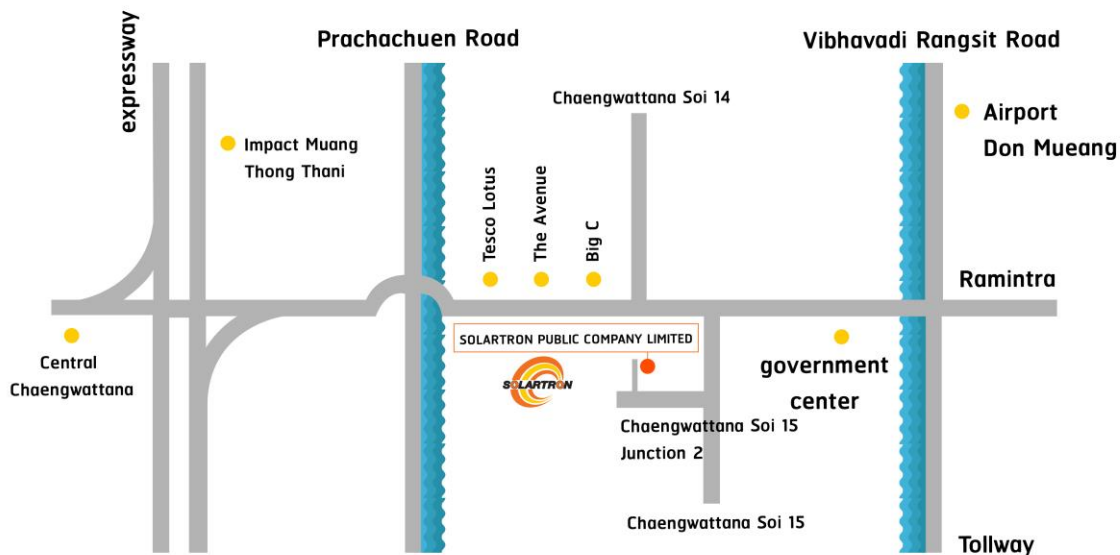 Prachachuen Road
Vibhavadi Rangsit Road
expressway
Chaengwattana Soi 14
Airport
Don Mueang
Impact Muang
Thong Thani
Tesco Lotus
The Avenue
Big C
Ramintra
SOLARTRON PUBLIC COMPANY LIMITED
Central
Chaengwattana
SOLARTRON
government
center
Chaengwattana Soi 15
Junction 2
Chaengwattana Soi 15
Tollway